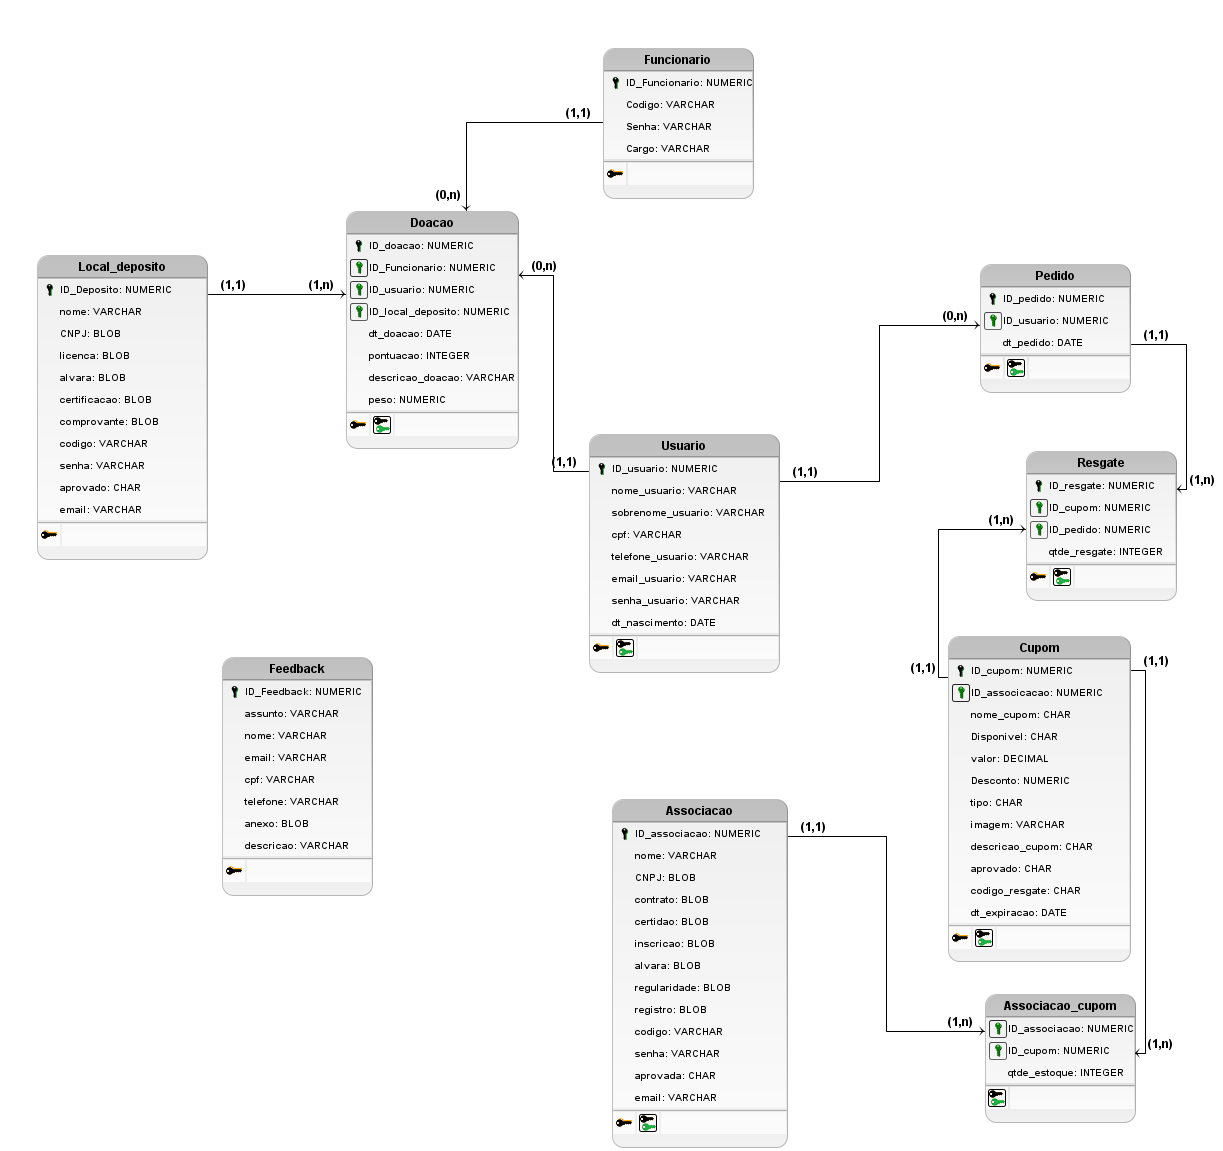 Funcionario
ID_Funcionario: NUMERIC
Codigo: VARCHAR
Senha: VARCHAR
Cargo: VARCHAR
(1,1)
(0,n)
Doacao
ID_doacao: NUMERIC
ID_Funcionario: NUMERIC
ID_usuario: NUMERIC
ID_local_deposito: NUMERIC
dt_doacao: DATE
pontuacao: INTEGER
descricao_doacao: VARCHAR
peso: NUMERIC
Local_deposito
ID_Deposito: NUMERIC
nome: VARCHAR
CNPJ: BLOB
licenca: BLOB
alvara: BLOB
certificacao: BLOB
comprovante: BLOB
codigo: VARCHAR
senha: VARCHAR
aprovado: CHAR
email: VARCHAR
(1,1)
(1,n)
(0,n)
(1,1)
Usuario
ID_usuario: NUMERIC
nome_usuario: VARCHAR
sobrenome_usuario: VARCHAR
cpf: VARCHAR
telefone_usuario: VARCHAR
email_usuario: VARCHAR
senha_usuario: VARCHAR
dt_nascimento: DATE
(1,1)
(0,n)
Pedido
ID_pedido: NUMERIC
ID_usuario: NUMERIC
dt_pedido: DATE
(1,1)
(1,n)
Resgate
ID_resgate: NUMERIC
ID_cupom: NUMERIC
ID_pedido: NUMERIC
qtde_resgate: INTEGER
(1,n)
(1,1)
Cupom
ID_cupom: NUMERIC
ID_associcacao: NUMERIC
nome_cupom: CHAR
Disponivel: CHAR
valor: DECIMAL
Desconto: NUMERIC
tipo: CHAR
imagem: VARCHAR
descricao_cupom: CHAR
aprovado: CHAR
codigo_resgate: CHAR
dt_expiracao: DATE
(1,1)
(1,n)
Feedback
ID_Feedback: NUMERIC
assunto: VARCHAR
nome: VARCHAR
email: VARCHAR
cpf: VARCHAR
telefone: VARCHAR
anexo: BLOB
descricao: VARCHAR
Associacao
ID_associacao: NUMERIC
nome: VARCHAR
CNPJ: BLOB
contrato: BLOB
certidao: BLOB
inscricao: BLOB
alvara: BLOB
regularidade: BLOB
registro: BLOB
codigo: VARCHAR
senha: VARCHAR
aprovada: CHAR
email: VARCHAR
(1,1)
(1,n)
Associacao_cupom
ID_associacao: NUMERIC
ID_cupom: NUMERIC
qtde_estoque: INTEGER